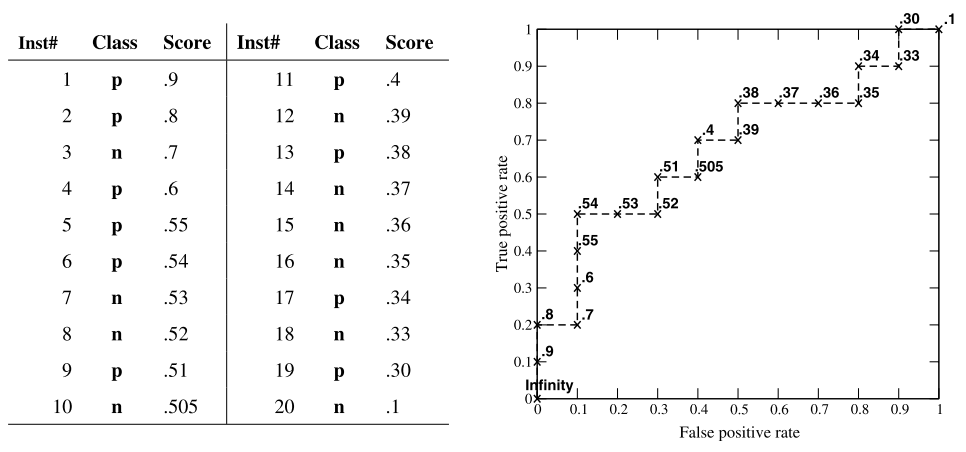 Inst# Class Score Inst# Class Score
1 p .9 11 p .4
2 p .8 12 n .39
3 n .7 13 p .38
4 p .6 14 n .37
5 p .55 15 n .36
6 p .54 16 n .35
7 n .53 17 p .34
8 n .52 18 n .33
9 p .51 19 p .30
10 n .505 20 n .1
True positive rate
.30 .1
1
.34 .33
0.9
.38 .37 .36 .35
0.8
.4 .39
0.7
.51 .505
0.6
.54 .53 .52
0.5
.55
0.4
.6
0.3
.8 .7
0.2
.9
0.1
Infinity
0
0 0.1 0.2 0.3 0.4 0.5 0.6 0.7 0.8 0.9 1
False positive rate